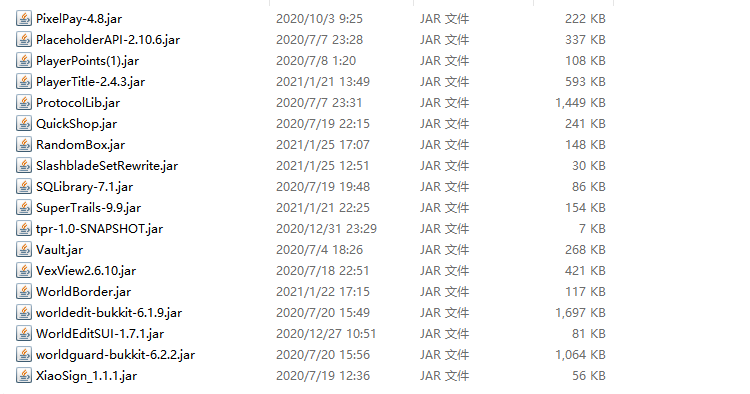 PixelPay-4.8.jar 2020/10/3 9:25 JAR 文件 222 KB
PlaceholderAPI-2.10.6.jar 2020/7/7 23:28 JAR 文件 337 KB
PlayerPoints(1).jar 2020/7/8 1:20 JAR 文件 108 KB
PlayerTitle-2.4.3.jar 2021/1/21 13:49 JAR 文件 593 KB
ProtocolLib.jar 2020/7/7 23:31 JAR 文件 1,449 KB
QuickShop.jar 2020/7/19 22:15 JAR 文件 241 KB
RandomBox.jar 2021/1/25 17:07 JAR 文件 148 KB
SlashbladeSetRewrite.jar 2021/1/25 12:51 JAR 文件 30 KB
SQLibrary-7.1.jar 2020/7/19 19:48 JAR 文件 86 KB
SuperTrails-9.9.jar 2021/1/21 22:25 JAR 文件 154 KB
tpr-1.0-SNAPSHOT.jar 2020/12/31 23:29 JAR 文件 7 KB
Vault.jar 2020/7/4 18:26 JAR 文件 268 KB
VexView2.6.10.jar 2020/7/18 22:51 JAR 文件 421 KB
WorldBorder.jar 2021/1/22 17:15 JAR 文件 117 KB
worldedit-bukkit-6.1.9.jar 2020/7/20 15:49 JAR 文件 1,697 KB
WorldEditSUI-1.7.1.jar 2020/12/27 10:51 JAR 文件 81 KB
worldguard-bukkit-6.2.2.jar 2020/7/20 15:56 JAR 文件 1,064 KB
XiaoSign_1.1.1.jar 2020/7/19 12:36 JAR 文件 56 KB